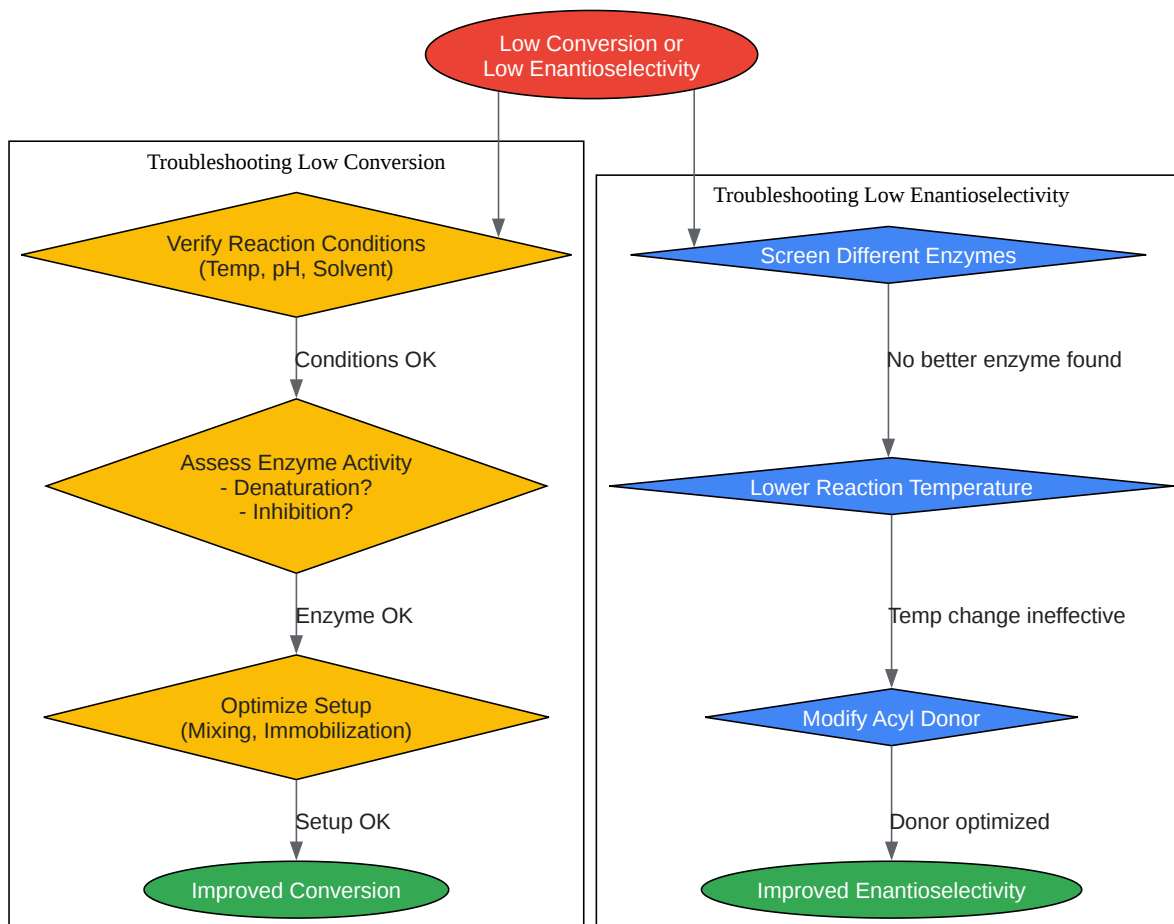 Low Conversion or
Low Enantioselectivity
Troubleshooting Low Conversion
Verify Reaction Conditions
(Temp, pH, Solvent)
Conditions OK
Assess Enzyme Activity
- Denaturation?
- Inhibition?
Enzyme OK
Optimize Setup
(Mixing, Immobilization)
Setup OK
Improved Conversion
Troubleshooting Low Enantioselectivity
Screen Different Enzymes
No better enzyme found
Lower Reaction Temperature
Temp change ineffective
Modify Acyl Donor
Donor optimized
Improved Enantioselectivity